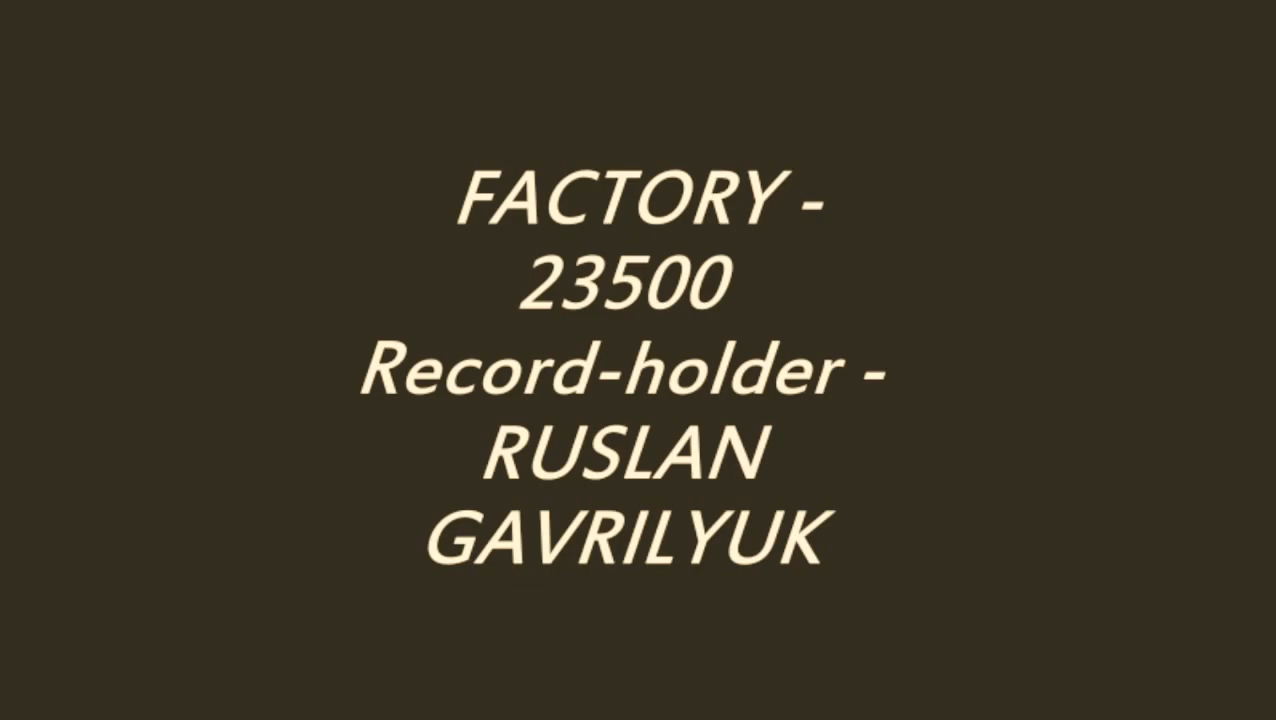 FACTORY -
23500
Record-holder -
RUSLAN
GAVRILYUK